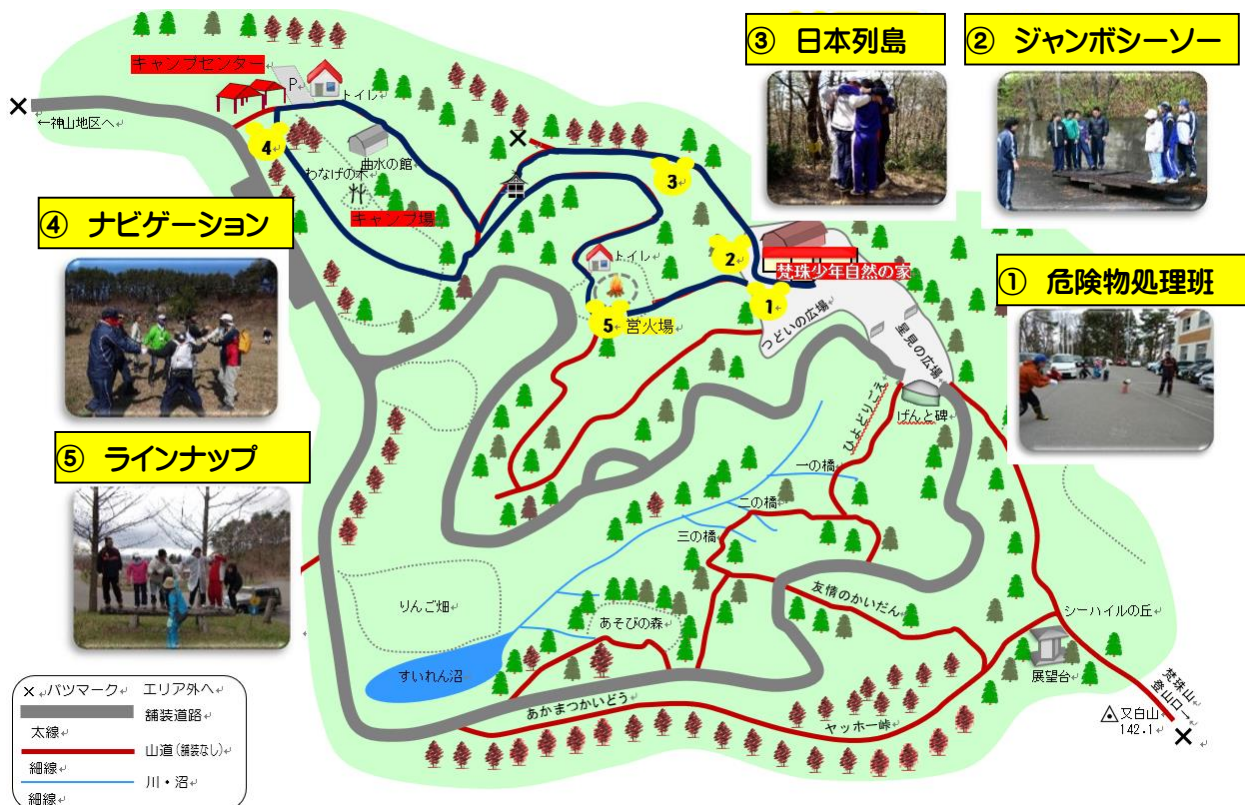 ③ 日本列島
② ジャンボシーソー
キャンプセンター
P
トイレ
←神山地区へ
4
曲水の館
わなげの木
キャンプ場
3
④ ナビゲーション
トイレ
2
梵珠少年自然の家
① 危険物処理班
1
5
営火場
つどいの広場
星見の広場
げんと碑
ひよどりごえ
⑤ ラインナップ
一の橋
二の橋
三の橋
友情のかいだん
りんご畑
あそびの森
シーハイルの丘
すいれん沼
展望台
梵珠山
登山口→
あかまつかいどう
ヤッホー峠
又白山
142.1
× バツマーク エリア外へ
舗装道路
太線
山道(舗装なし)
細線
川・沼
細線